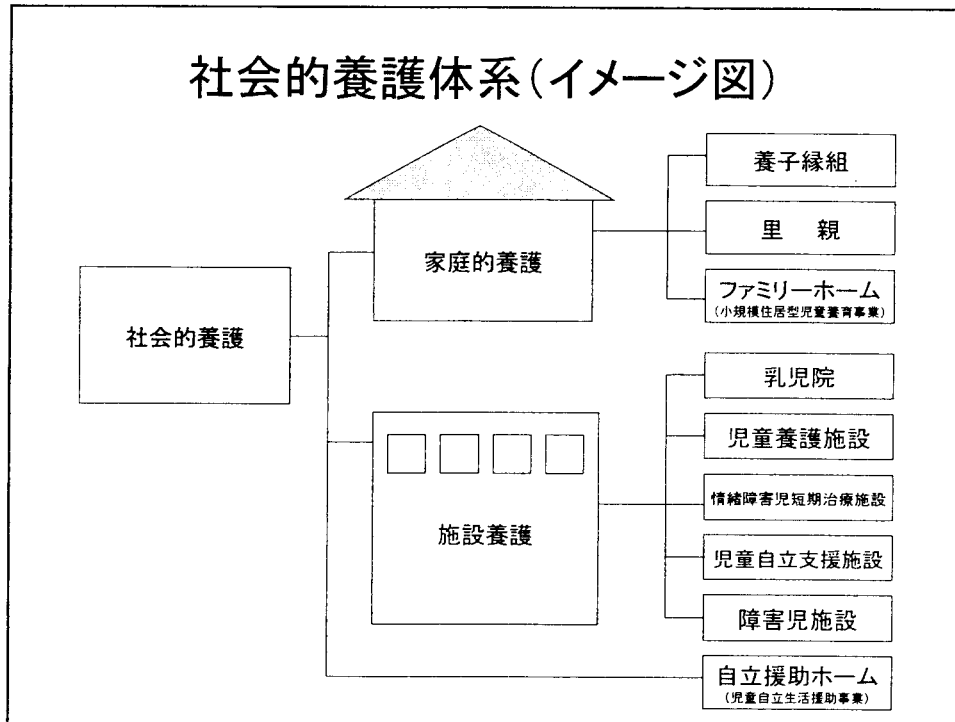 社会的養護体系(イメージ図)
社会的養護
家庭的養護
養子縁組
里 親
ファミリーホーム
(小規模住居型児童養育事業)
施設養護
乳児院
児童養護施設
情緒障害児短期治療施設
児童自立支援施設
障害児施設
自立援助ホーム
(児童自立生活援助事業)